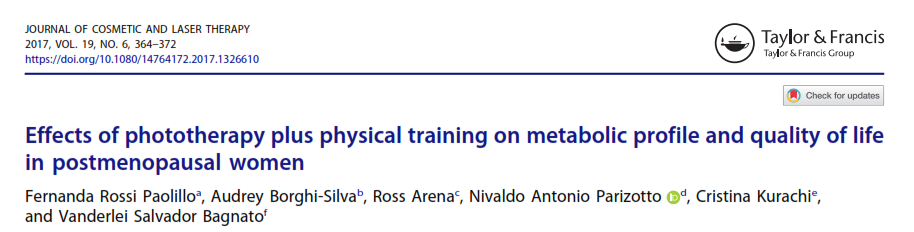 JOURNAL OF COSMETIC AND LASER THERAPY
2017, VOL. 19, NO. 6, 364–372
https://doi.org/10.1080/14764172.2017.1326610
Taylor & Francis
Taylor & Francis Group
Check for updates
Effects of phototherapy plus physical training on metabolic profile and quality of life
in postmenopausal women
Fernanda Rossi Paolilloᵃ, Audrey Borghi-Silvaᵇ, Ross Arenaᶜ, Nivaldo Antonio Parizotto iD ᵈ, Cristina Kurachiᵉ,
and Vanderlei Salvador Bagnatoᶠ